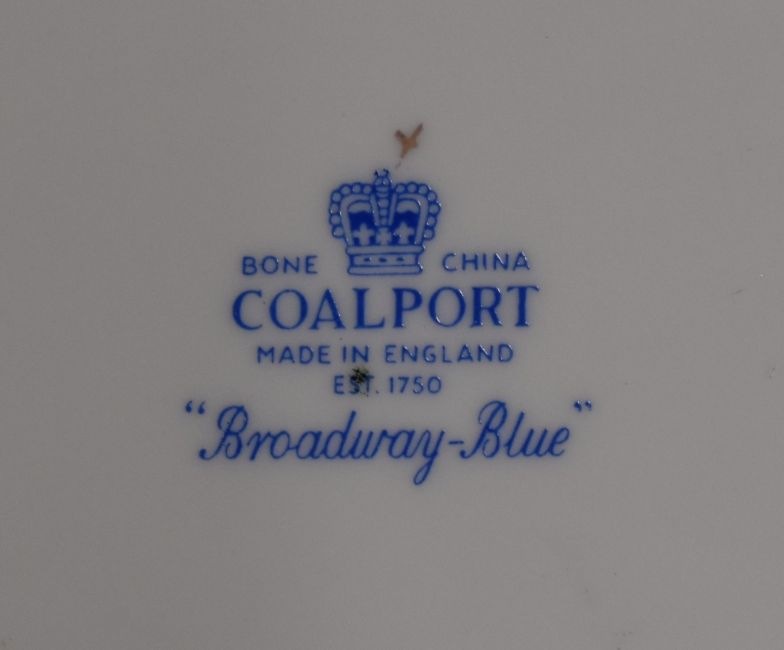 BONE CHINA
COALPORT
MADE IN ENGLAND
EST. 1750
"Broadway-Blue"